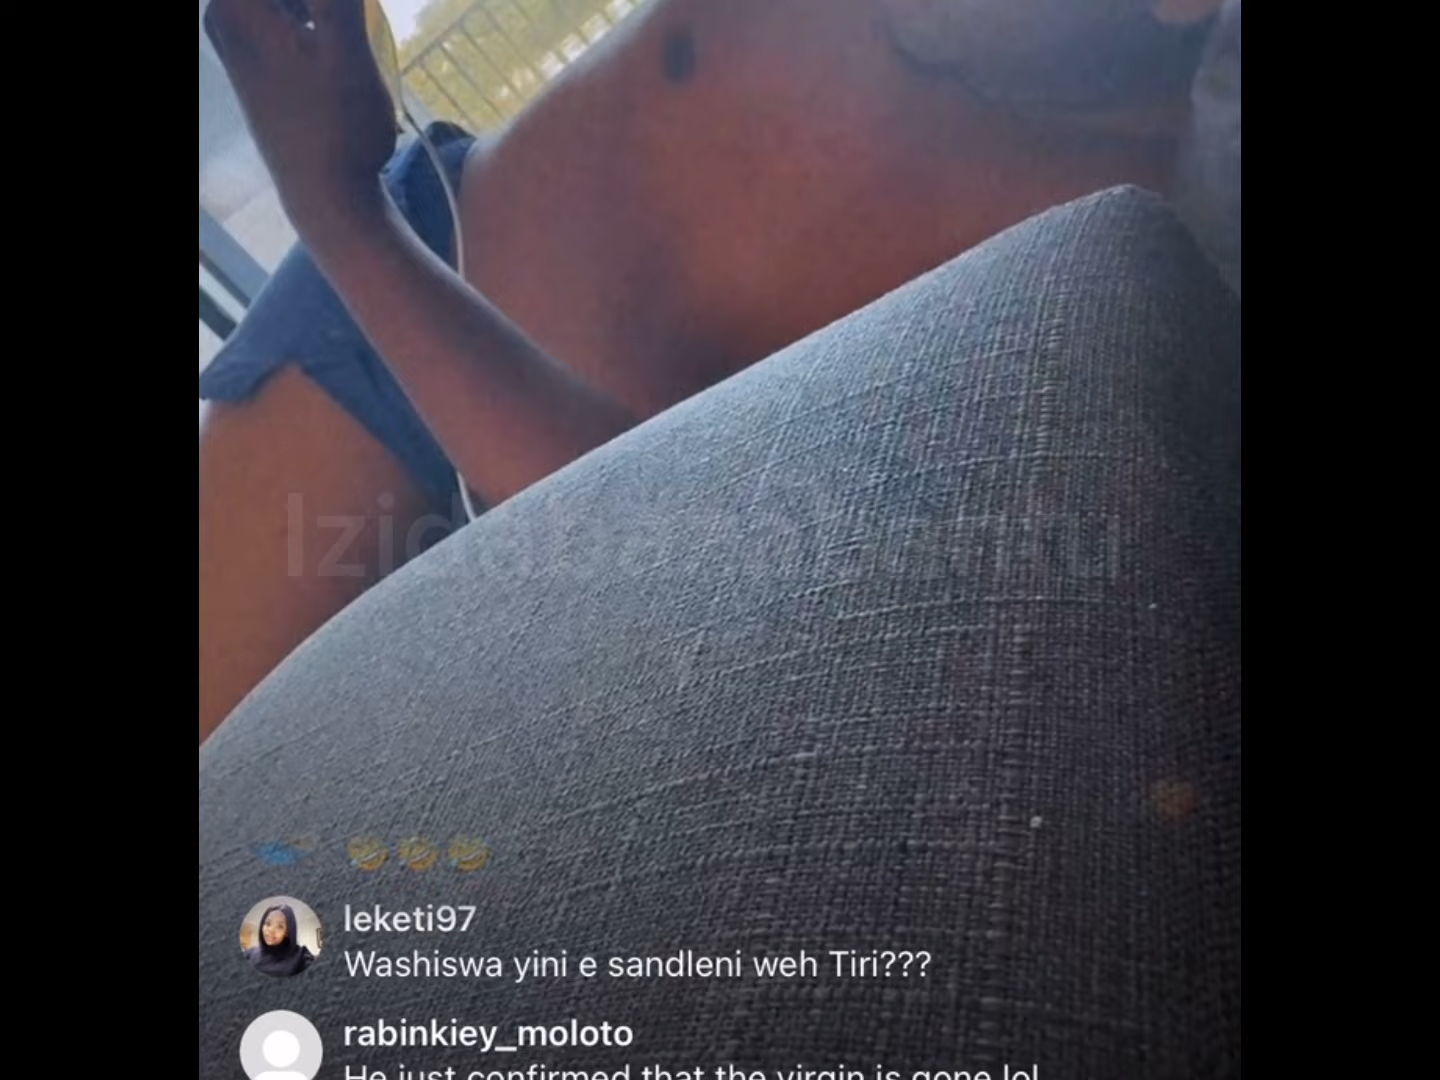 leketi97
Washiswa yini e sandleni weh Tiri???
rabinkiey_moloto
He just confirmed that the virgin is gone lol